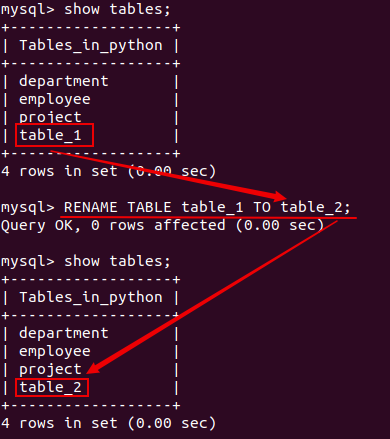 mysql> show tables;
+------------------+
| Tables_in_python |
+------------------+
| department       |
| employee         |
| project          |
| table_1          |
+------------------+
4 rows in set (0.00 sec)
mysql> RENAME TABLE table_1 TO table_2;
Query OK, 0 rows affected (0.00 sec)
mysql> show tables;
+------------------+
| Tables_in_python |
+------------------+
| department       |
| employee         |
| project          |
| table_2          |
+------------------+
4 rows in set (0.00 sec)